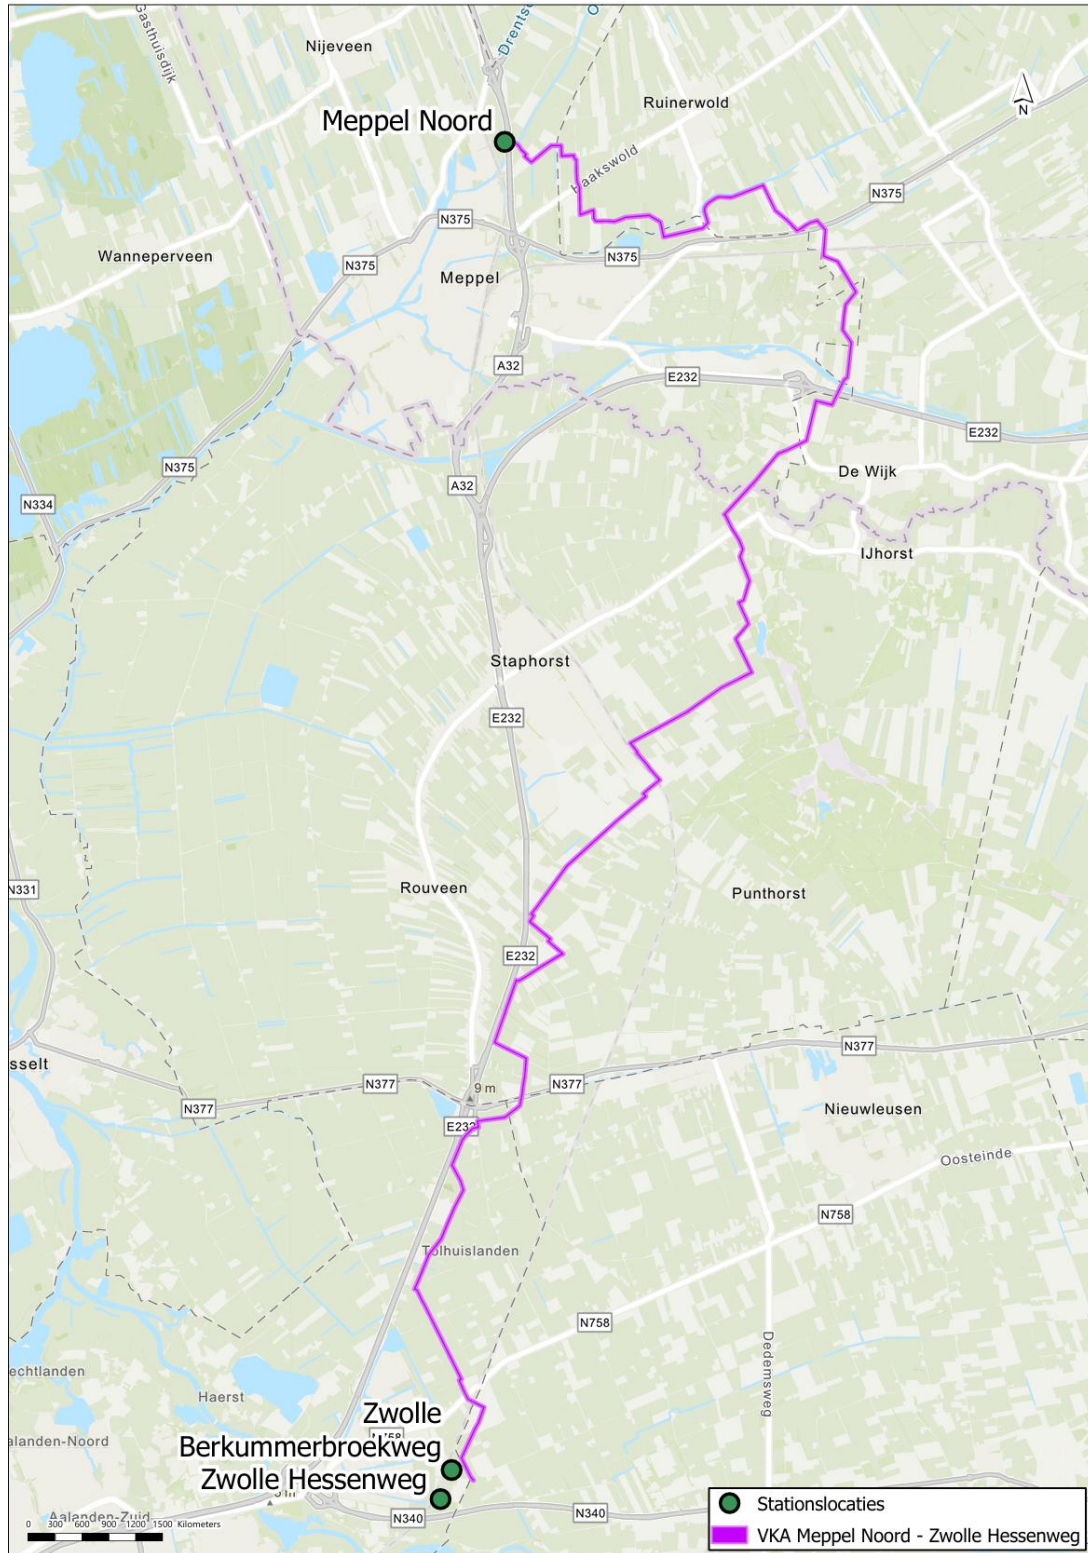 Gasthuisdijk
Nijeveen
Drentsc
O
Ruinerwold
N
Meppel Noord
Haakswold
N375
N375
Wanneperveen
N375
N375
Meppel
A32
E232
E232
N375
De Wijk
A32
N334
IJhorst
Staphorst
E232
N331
Rouveen
Punthorst
E232
sselt
N377
N377
9 m
N377
N377
Nieuwleusen
E232
Oosteinde
N758
Tolhuislanden
N758
Dedemsweg
echtlanden
Haerst
Zwolle
alanden-Noord
Berkummerbroekweg
Zwolle Hessenweg
Aalanden-Zuid
N340
N340
Stationslocaties
0 300 600 900 1200 1500 Kilometers
VKA Meppel Noord - Zwolle Hessenweg